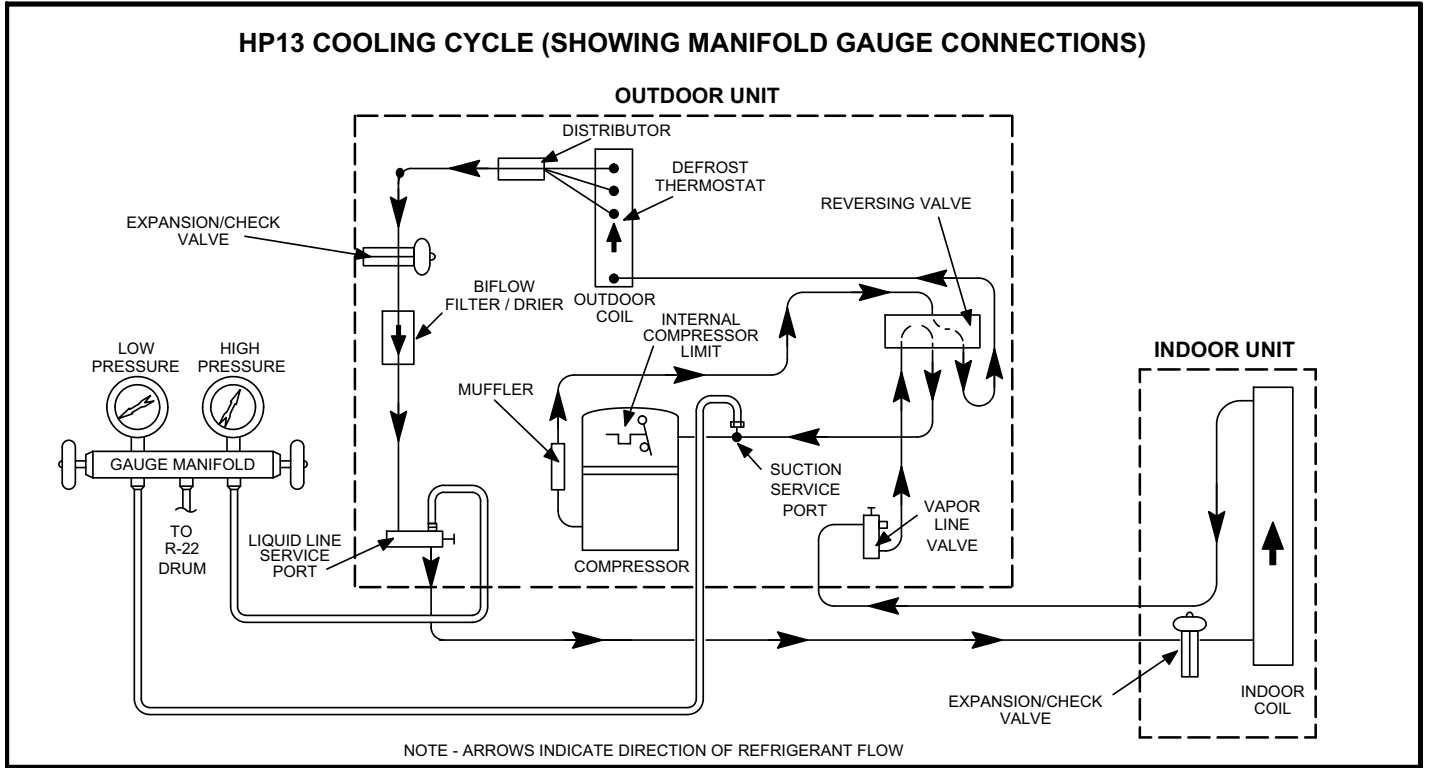 HP13 COOLING CYCLE (SHOWING MANIFOLD GAUGE CONNECTIONS)
OUTDOOR UNIT
DISTRIBUTOR
DEFROST
THERMOSTAT
REVERSING VALVE
EXPANSION/CHECK
VALVE
BIFLOW
FILTER / DRIER
OUTDOOR
COIL
INTERNAL
COMPRESSOR
LIMIT
LOW
PRESSURE
HIGH
PRESSURE
MUFFLER
INDOOR UNIT
GAUGE MANIFOLD
SUCTION
SERVICE
PORT
VAPOR
LINE
VALVE
TO
R-22
DRUM
LIQUID LINE
SERVICE
PORT
COMPRESSOR
EXPANSION/CHECK
VALVE
INDOOR
COIL
NOTE - ARROWS INDICATE DIRECTION OF REFRIGERANT FLOW